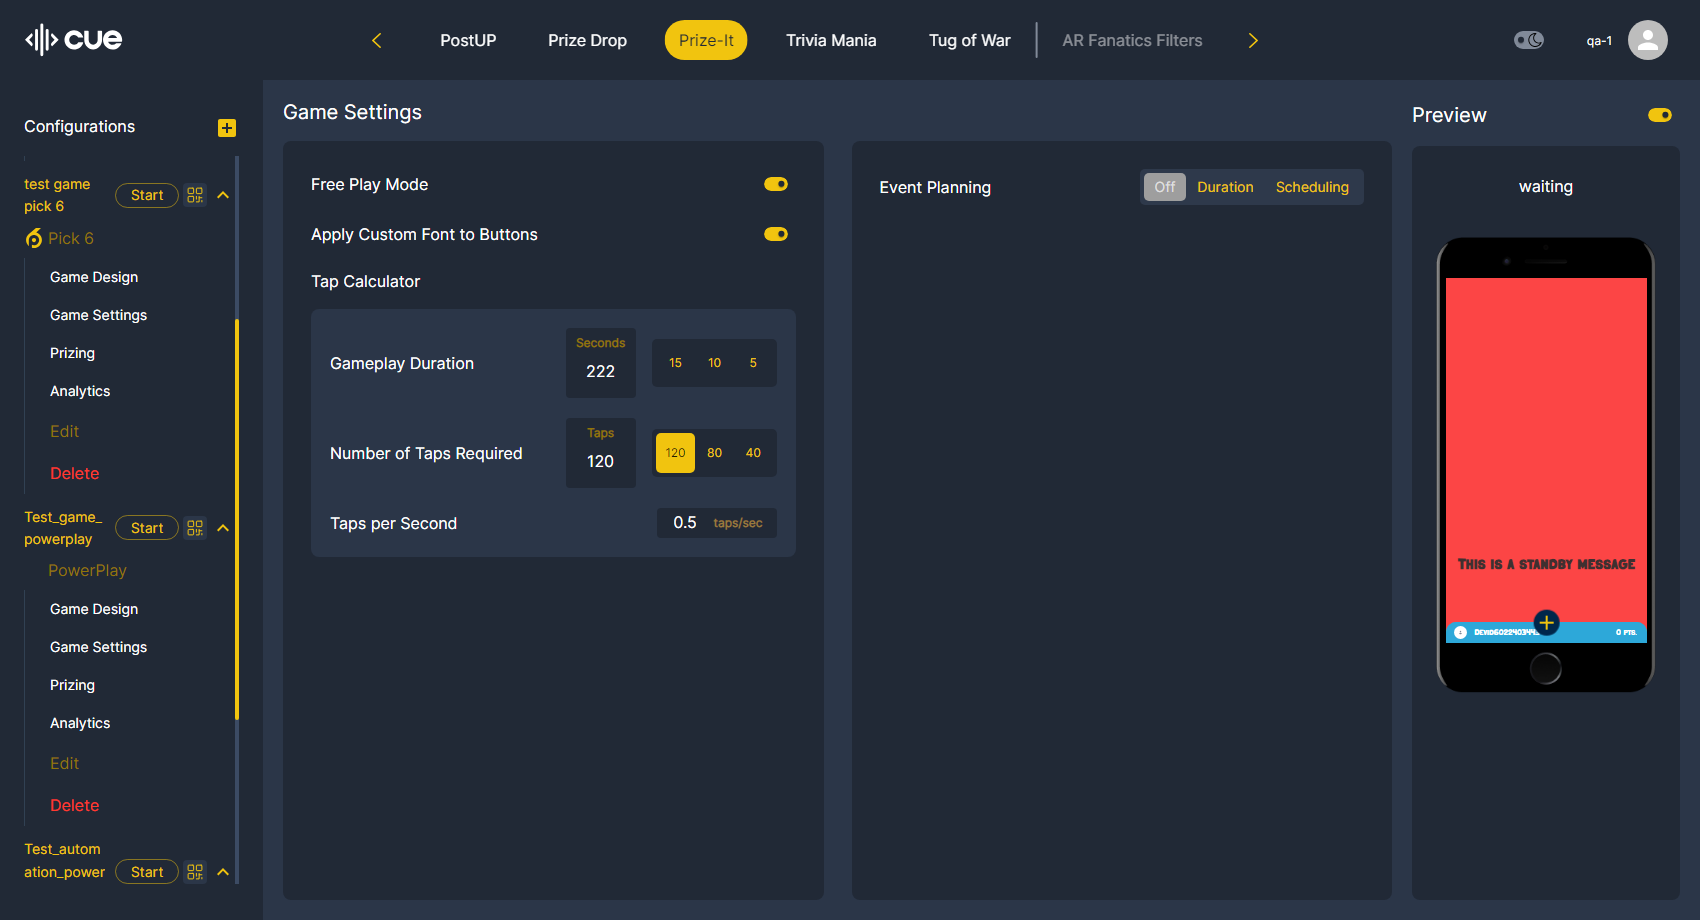 cue
PostUP
Prize Drop
Prize-It
Trivia Mania
Tug of War
AR Fanatics Filters
qa-1
Configurations
test game
pick 6
Start
Pick 6
Game Design
Game Settings
Prizing
Analytics
Edit
Delete
Test_game_
powerplay
Start
PowerPlay
Game Design
Game Settings
Prizing
Analytics
Edit
Delete
Test_autom
ation_power
Start
Game Settings
Free Play Mode
Apply Custom Font to Buttons
Tap Calculator
Gameplay Duration
Seconds
222
15 10 5
Number of Taps Required
Taps
120
120 80 40
Taps per Second
0.5 taps/sec
Event Planning
Off Duration Scheduling
Preview
waiting
This is a standby message
0 pts.